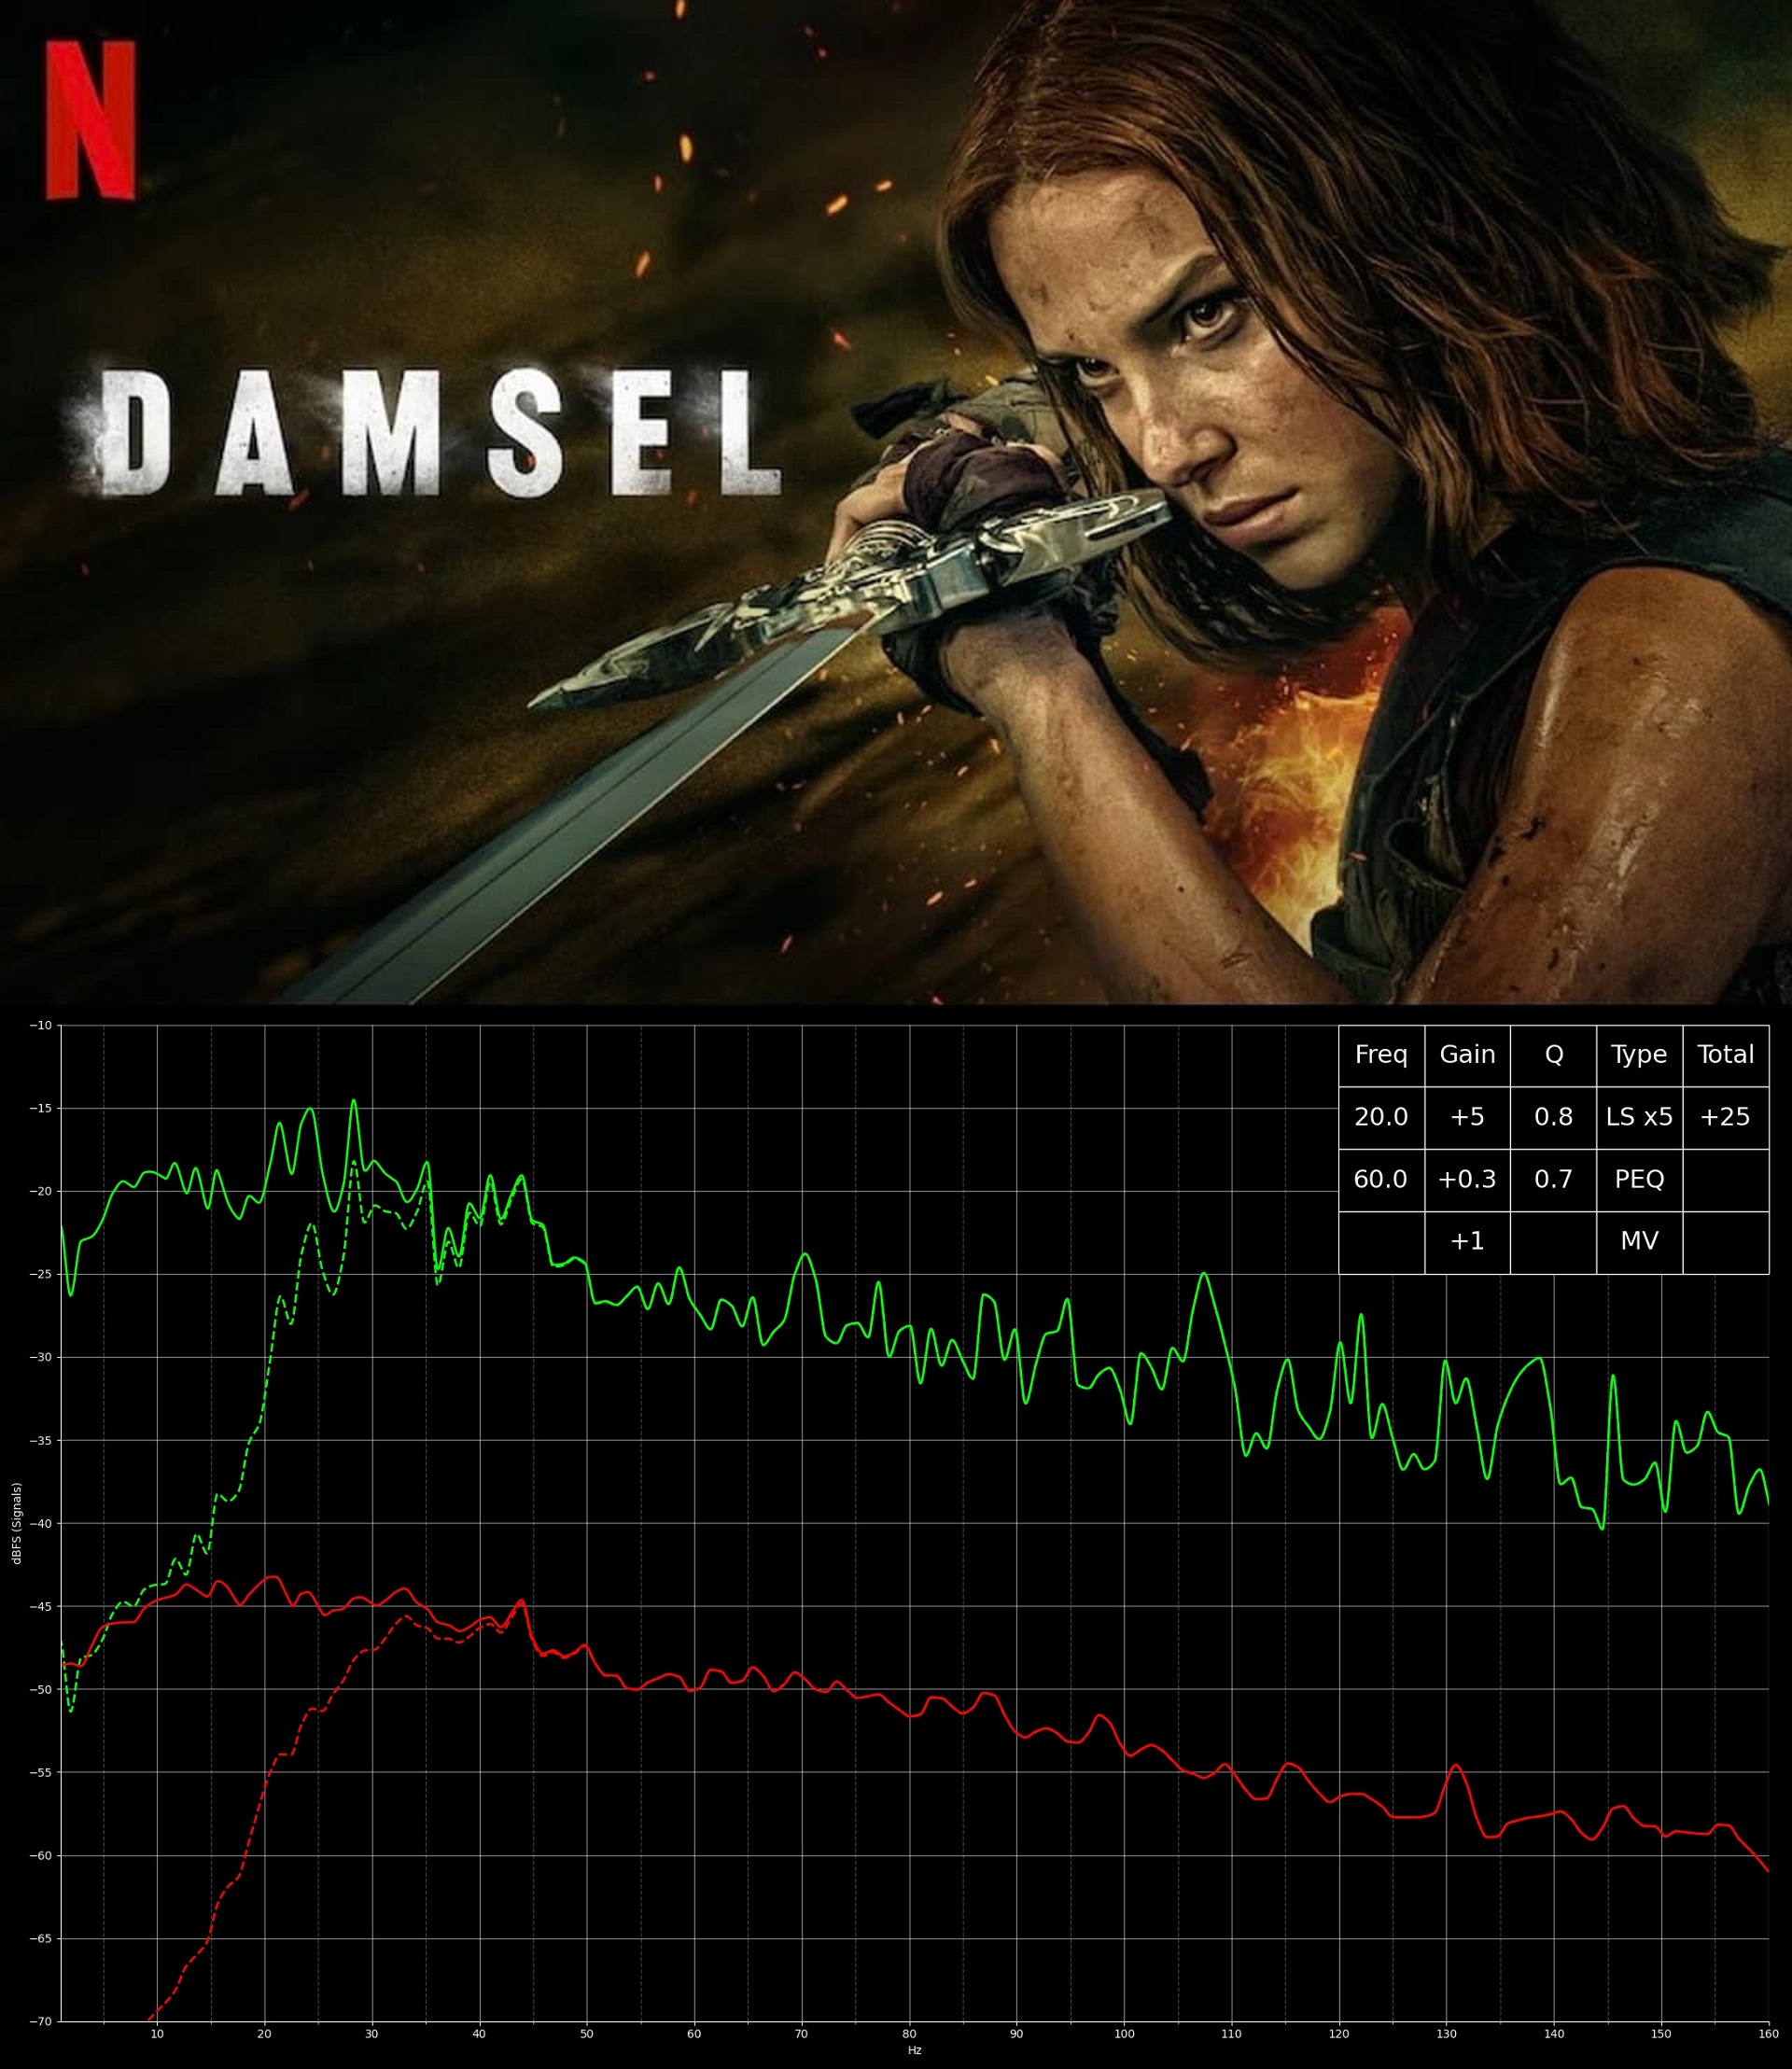 N
DAMSEL
Freq Gain Q Type Total
20.0 +5 0.8 LS x5 +25
60.0 +0.3 0.7 PEQ
+1 MV
−10
−15
−20
−25
−30
−35
−40
−45
−50
−55
−60
−65
−70
dBFS (Signals)
10 20 30 40 50 60 70 80 90 100 110 120 130 140 150 160
Hz